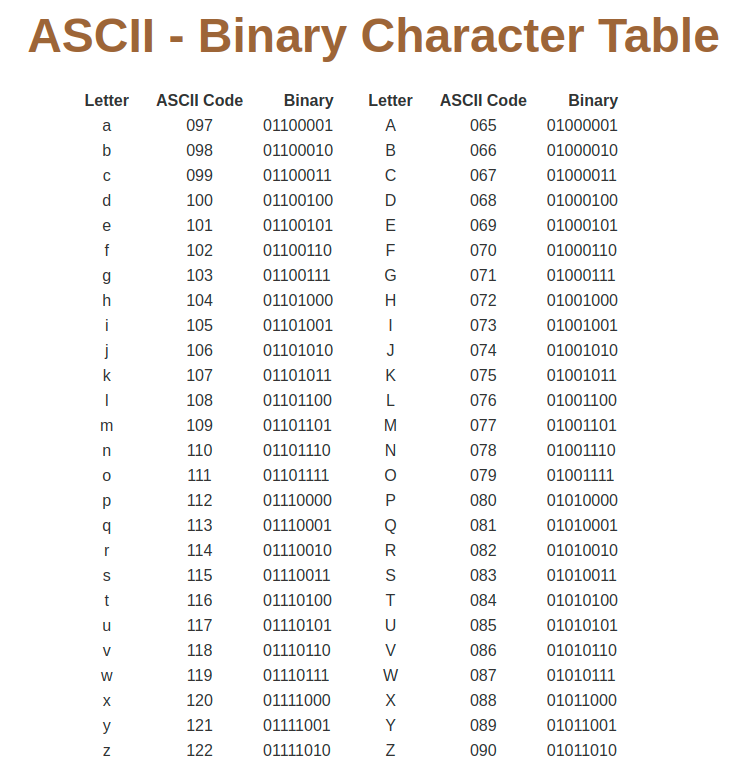 ASCII - Binary Character Table
Letter ASCII Code Binary Letter ASCII Code Binary
a 097 01100001 A 065 01000001
b 098 01100010 B 066 01000010
c 099 01100011 C 067 01000011
d 100 01100100 D 068 01000100
e 101 01100101 E 069 01000101
f 102 01100110 F 070 01000110
g 103 01100111 G 071 01000111
h 104 01101000 H 072 01001000
i 105 01101001 I 073 01001001
j 106 01101010 J 074 01001010
k 107 01101011 K 075 01001011
l 108 01101100 L 076 01001100
m 109 01101101 M 077 01001101
n 110 01101110 N 078 01001110
o 111 01101111 O 079 01001111
p 112 01110000 P 080 01010000
q 113 01110001 Q 081 01010001
r 114 01110010 R 082 01010010
s 115 01110011 S 083 01010011
t 116 01110100 T 084 01010100
u 117 01110101 U 085 01010101
v 118 01110110 V 086 01010110
w 119 01110111 W 087 01010111
x 120 01111000 X 088 01011000
y 121 01111001 Y 089 01011001
z 122 01111010 Z 090 01011010